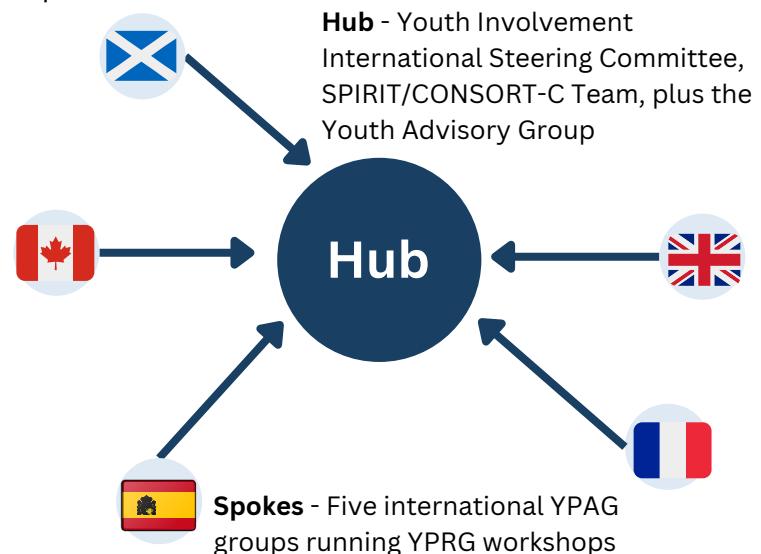 Hub - Youth Involvement
International Steering Committee,
SPIRIT/CONSORT-C Team, plus the
Youth Advisory Group
Hub
Spokes - Five international YPAG
groups running YPRG workshops